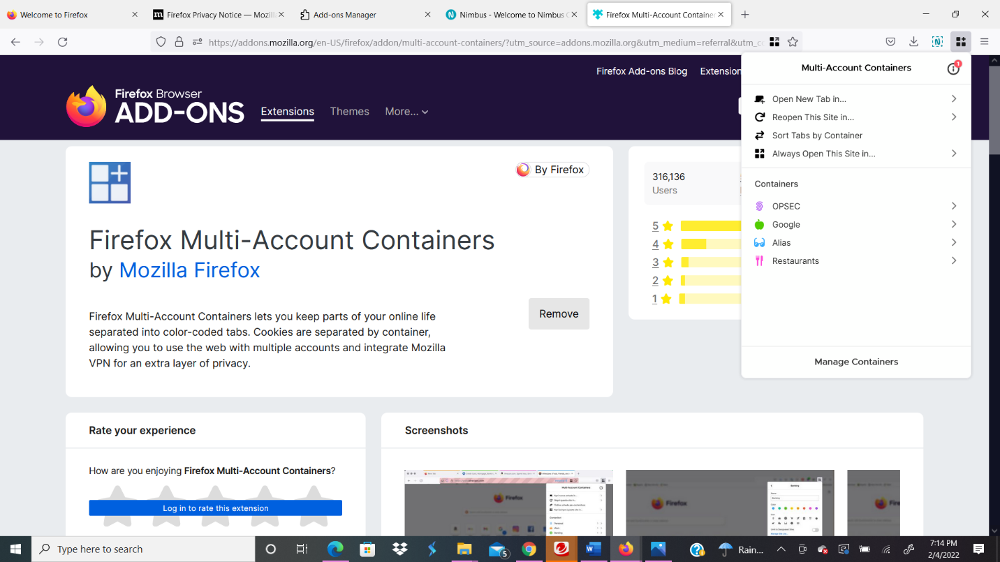 Welcome to Firefox
Firefox Privacy Notice — Mozill
Add-ons Manager
Nimbus - Welcome to Nimbus
Firefox Multi-Account Containe
https://addons.mozilla.org/en-US/firefox/addon/multi-account-containers/?utm_source=addons.mozilla.org&utm_medium=referral&utm_c
Firefox Add-ons Blog
Extension
Firefox Browser
ADD-ONS
Extensions
Themes
More...
Multi-Account Containers
1
Open New Tab in...
Reopen This Site in...
Sort Tabs by Container
Always Open This Site in...
Containers
OPSEC
Google
Alias
Restaurants
Manage Containers
By Firefox
Firefox Multi-Account Containers
by Mozilla Firefox
Firefox Multi-Account Containers lets you keep parts of your online life
separated into color-coded tabs. Cookies are separated by container,
allowing you to use the web with multiple accounts and integrate Mozilla
VPN for an extra layer of privacy.
Remove
316,136
Users
5
4
3
2
1
Rate your experience
How are you enjoying Firefox Multi-Account Containers?
Log in to rate this extension
Screenshots
Firefox
Multi-Account Containers
Firefox
Banking
Firefox
Type here to search
5
Rain...
7:14 PM
2/4/2022